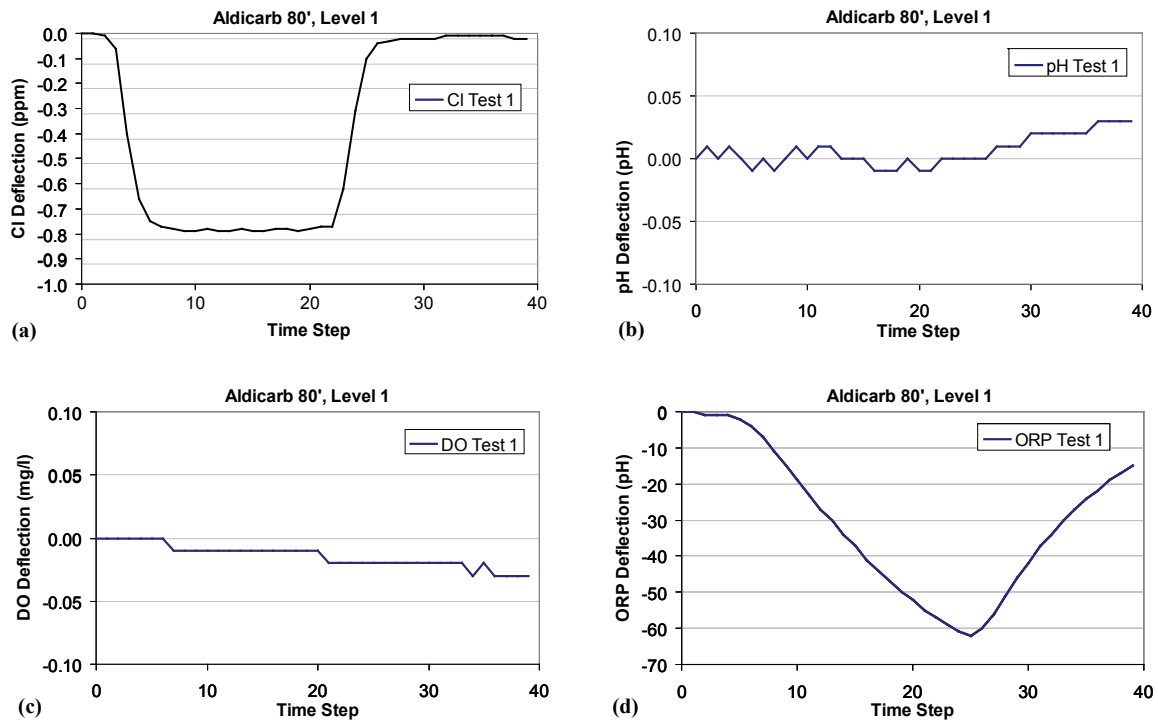 Aldicarb 80', Level 1
0.0
-0.1
-0.2
-0.3
-0.4
-0.5
-0.6
-0.7
-0.8
-0.9
-1.0
Cl Deflection (ppm)
Cl Test 1
0 10 20 30 40
Time Step
(a)
Aldicarb 80', Level 1
0.10
0.05
0.00
-0.05
-0.10
pH Deflection (pH)
pH Test 1
0 10 20 30 40
Time Step
(b)
Aldicarb 80', Level 1
0.10
0.05
0.00
-0.05
-0.10
DO Deflection (mg/l)
DO Test 1
0 10 20 30 40
Time Step
(c)
Aldicarb 80', Level 1
0
-10
-20
-30
-40
-50
-60
-70
ORP Deflection (pH)
ORP Test 1
0 10 20 30 40
Time Step
(d)